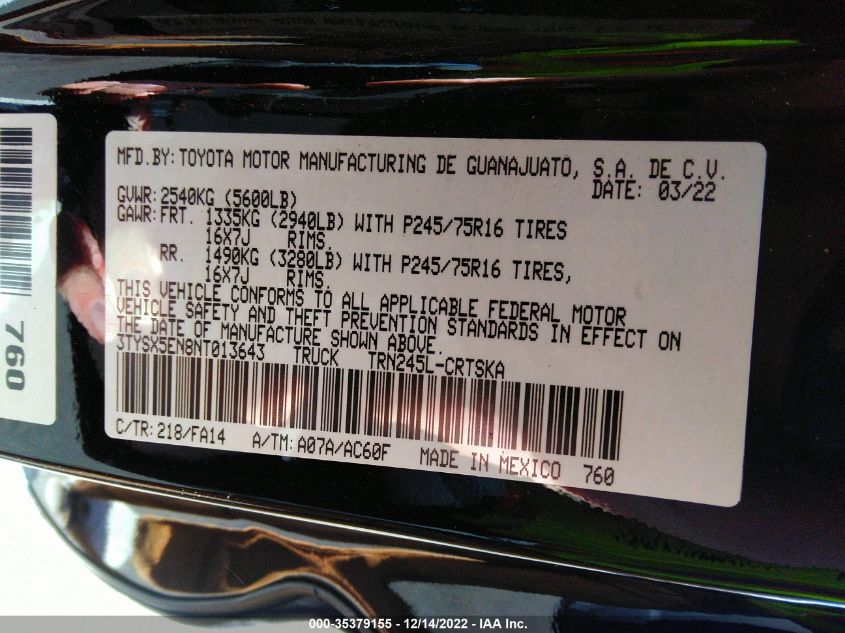 MFD.BY: TOYOTA MOTOR MANUFACTURING DE GUANAJUATO, S.A. DE C.V.
DATE: 03/22
GVWR: 2540KG (5600LB)
GAWR: FRT. 1335KG (2940LB) WITH P245/75R16 TIRES
16X7J RIMS.
RR. 1490KG (3280LB) WITH P245/75R16 TIRES,
16X7J RIMS.
THIS VEHICLE CONFORMS TO ALL APPLICABLE FEDERAL MOTOR
VEHICLE SAFETY AND THEFT PREVENTION STANDARDS IN EFFECT ON
THE DATE OF MANUFACTURE SHOWN ABOVE.
3TYSX5EN8NT013643 TRUCK TRN245L-CRTSKA
C/TR: 218/FA14 A/TM: A07A/AC60F MADE IN MEXICO 760
760
000-35379155 - 12/14/2022 - IAA Inc.